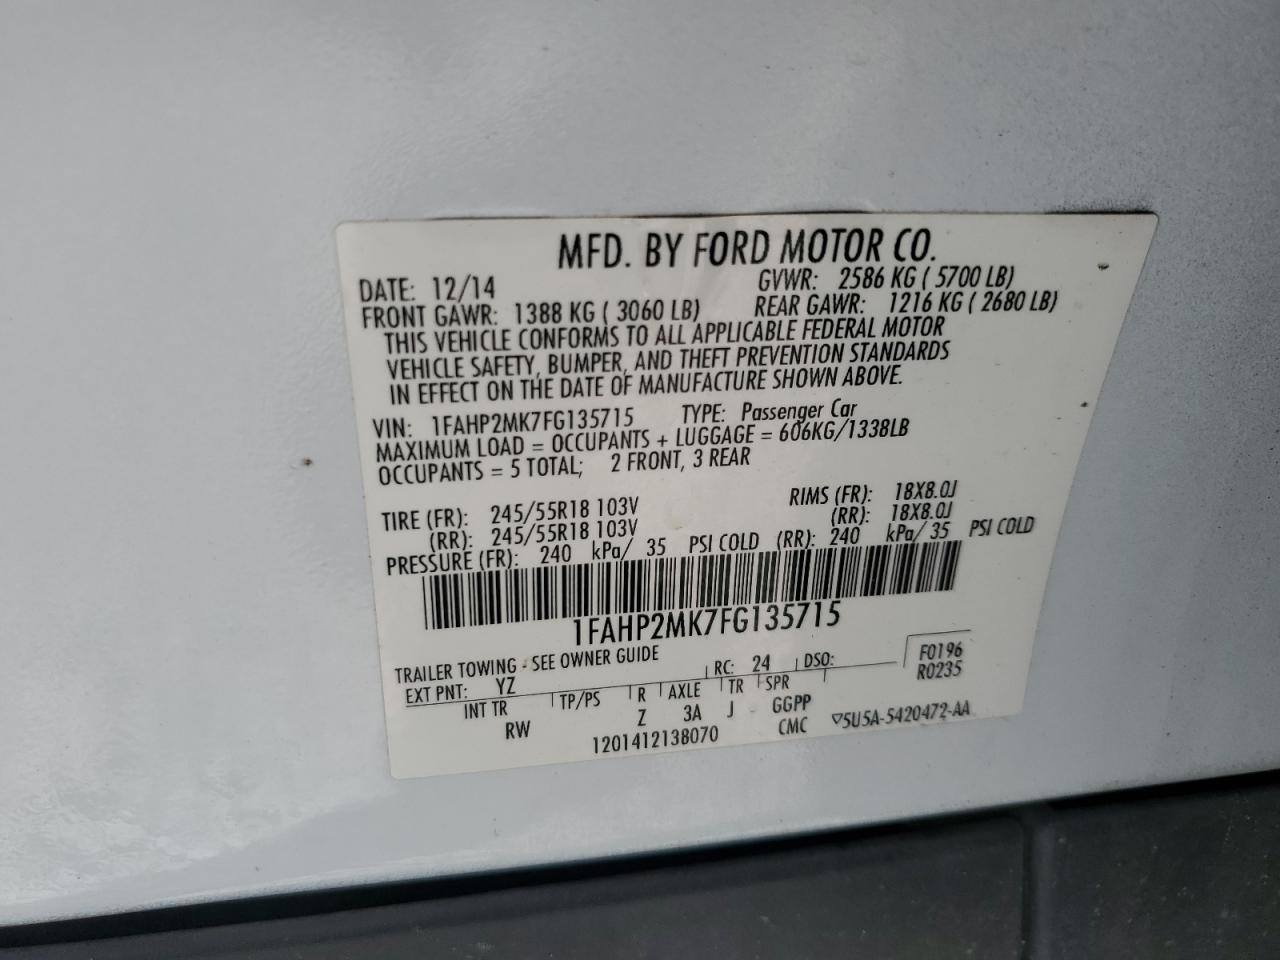 MFD. BY FORD MOTOR CO.
DATE: 12/14 GVWR: 2586 KG ( 5700 LB)
FRONT GAWR: 1388 KG ( 3060 LB) REAR GAWR: 1216 KG ( 2680 LB)
THIS VEHICLE CONFORMS TO ALL APPLICABLE FEDERAL MOTOR
VEHICLE SAFETY, BUMPER, AND THEFT PREVENTION STANDARDS
IN EFFECT ON THE DATE OF MANUFACTURE SHOWN ABOVE.
VIN: 1FAHP2MK7FG135715 TYPE: Passenger Car
MAXIMUM LOAD = OCCUPANTS + LUGGAGE = 606KG/1338LB
OCCUPANTS = 5 TOTAL; 2 FRONT, 3 REAR
TIRE (FR): 245/55R18 103V RIMS (FR): 18X8.0J
(RR): 245/55R18 103V (RR): 18X8.0J
PRESSURE (FR): 240 kPa/ 35 PSI COLD (RR): 240 kPa/ 35 PSI COLD
1FAHP2MK7FG135715
TRAILER TOWING - SEE OWNER GUIDE F0196
EXT PNT: YZ RC: 24 DSO: R0235
INT TR TP/PS R AXLE TR SPR
RW Z 3A J GGPP ▽5U5A-5420472-AA
1201412138070 CMC